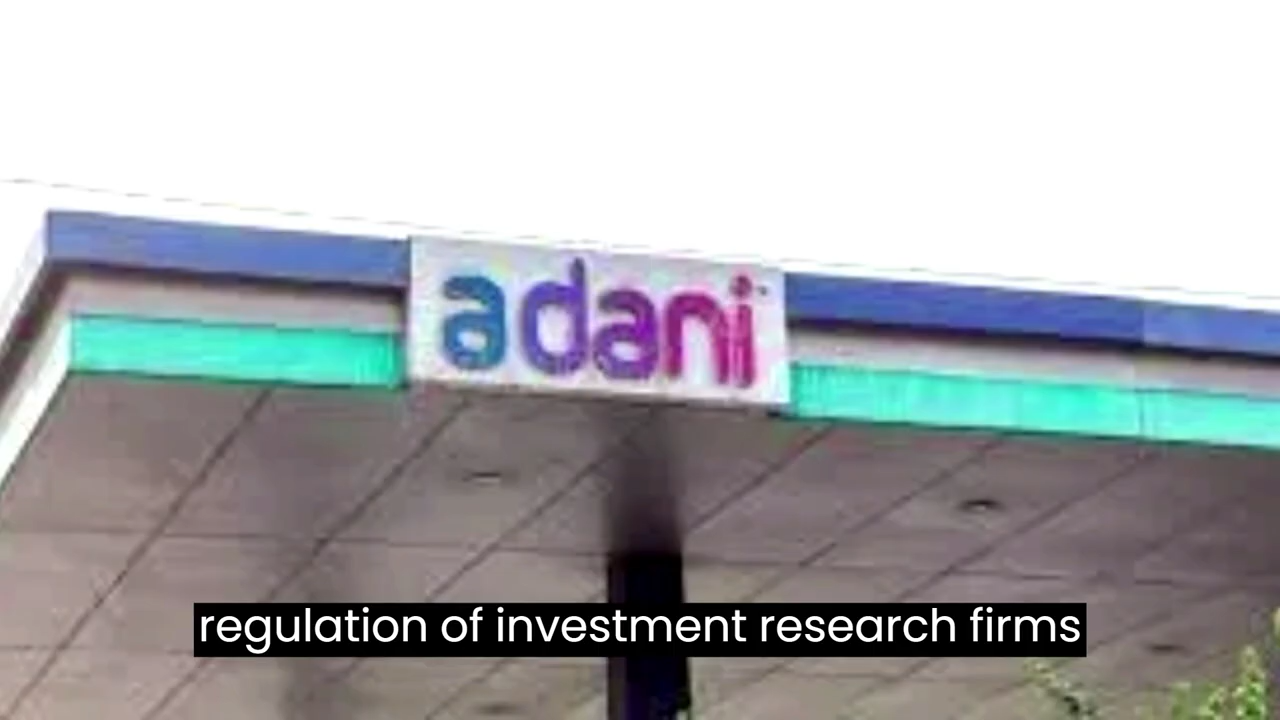 adani
regulation of investment research firms